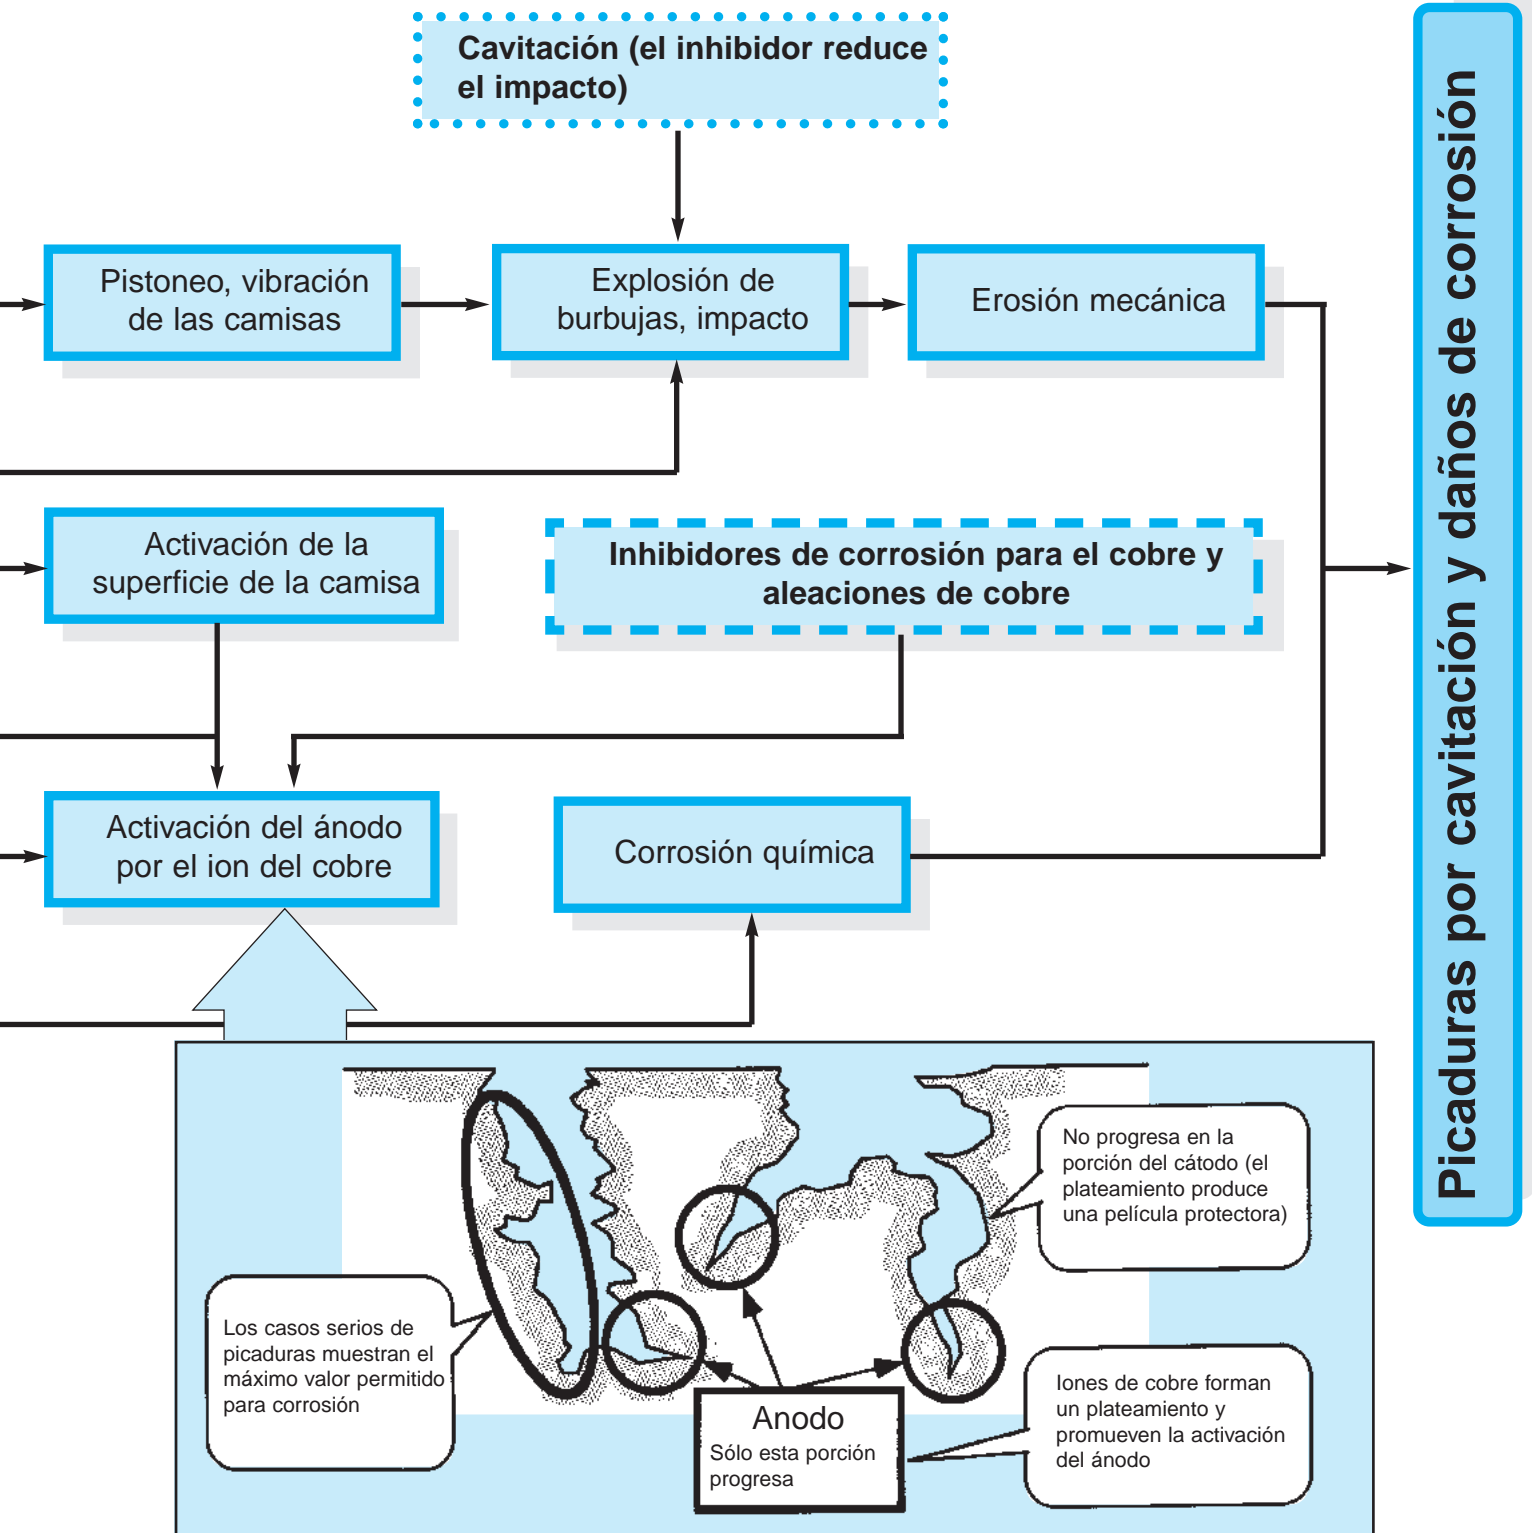 Cavitación (el inhibidor reduce
el impacto)
Pistoneo, vibración
de las camisas
Explosión de
burbujas, impacto
Erosión mecánica
Activación de la
superficie de la camisa
Inhibidores de corrosión para el cobre y
aleaciones de cobre
Activación del ánodo
por el ion del cobre
Corrosión química
Picaduras por cavitación y daños de corrosión
No progresa en la
porción del cátodo (el
plateamiento produce
una película protectora)
Los casos serios de
picaduras muestran el
máximo valor permitido
para corrosión
Anodo
Sólo esta porción
progresa
Iones de cobre forman
un plateamiento y
promueven la activación
del ánodo